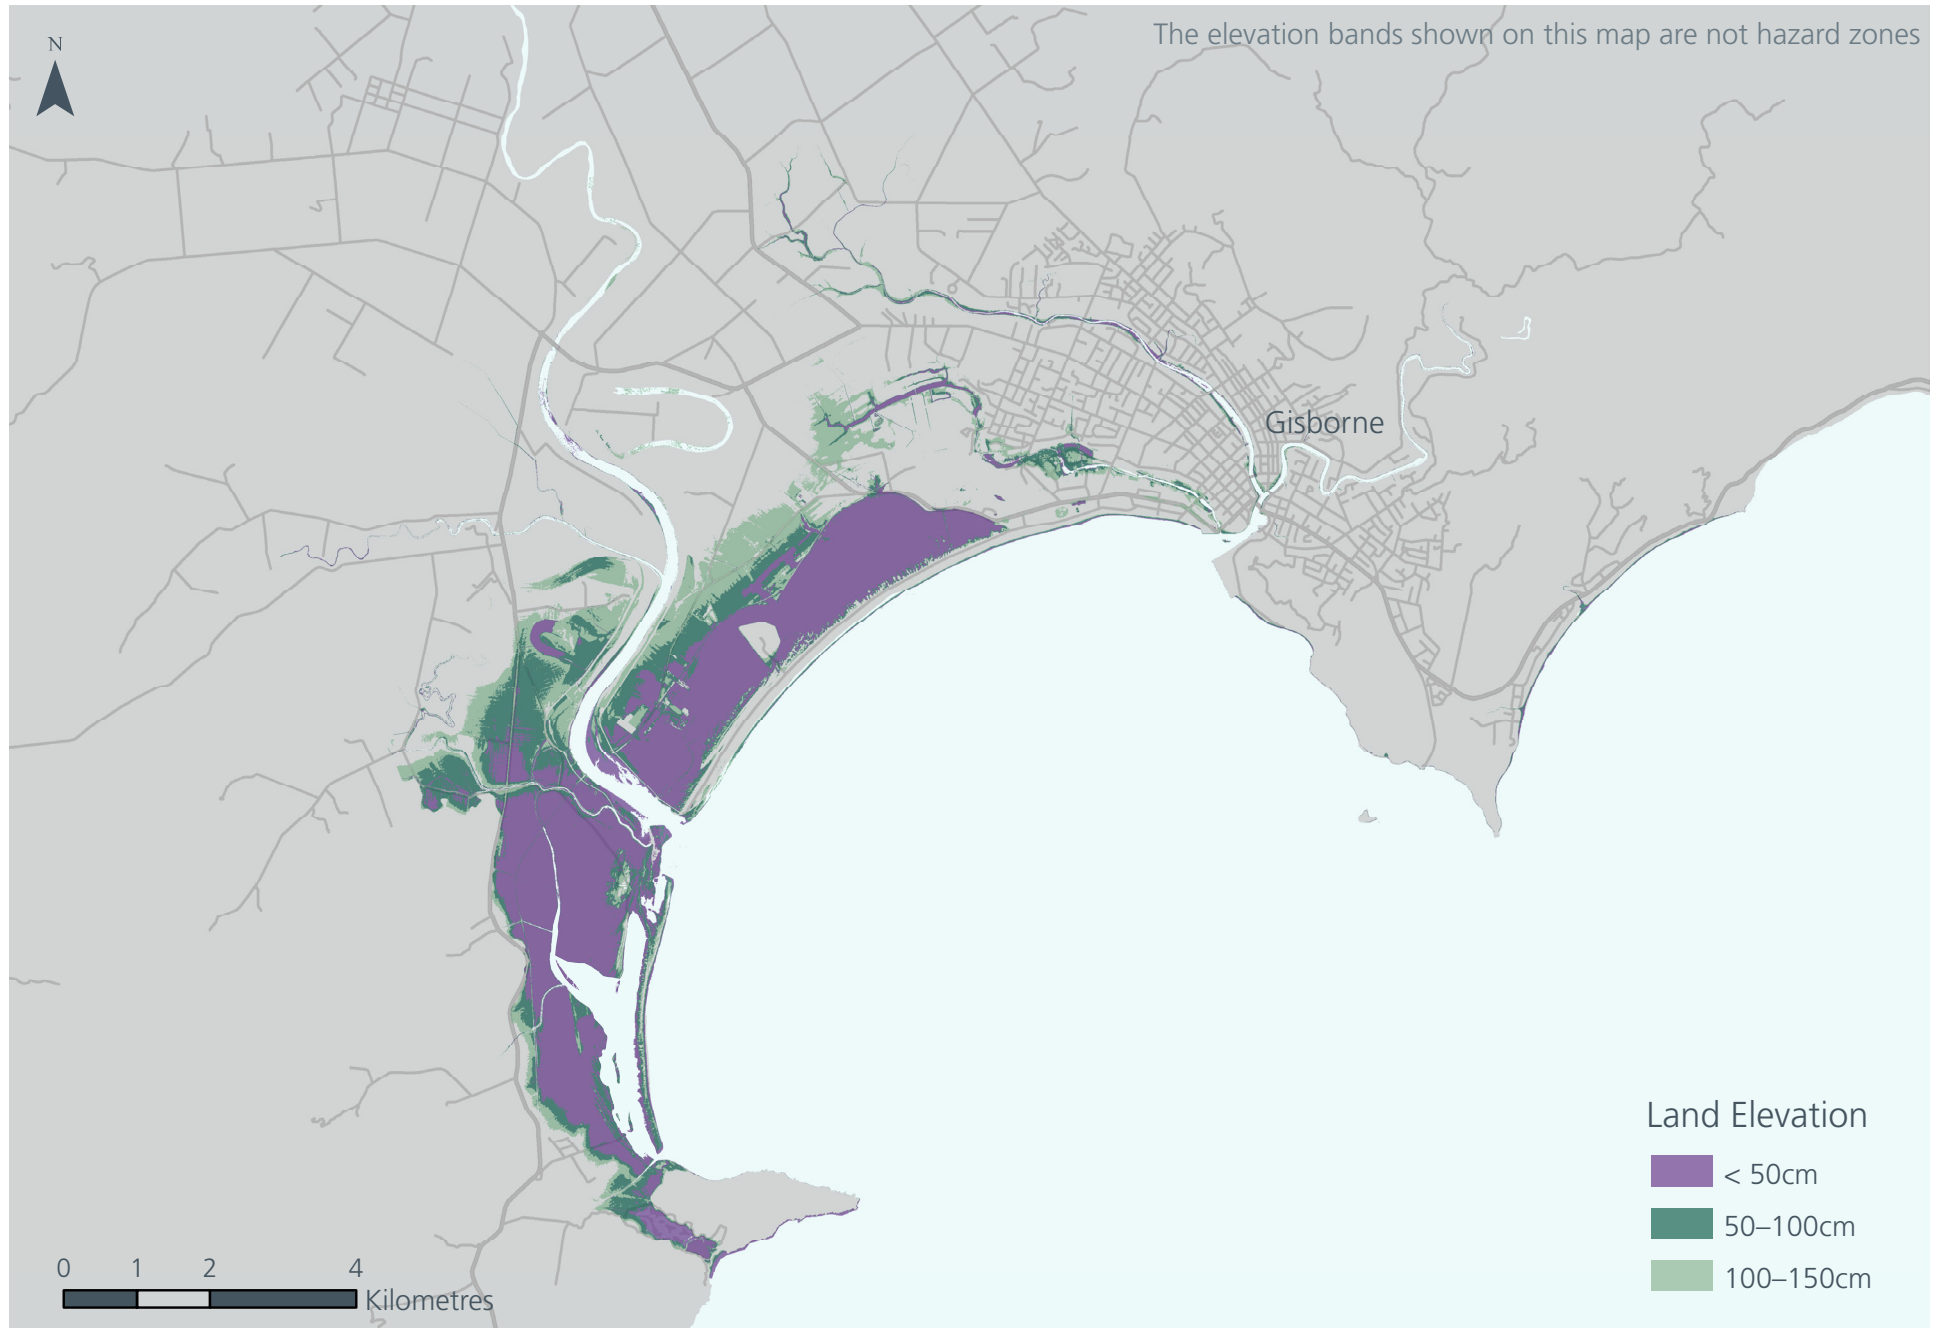 The elevation bands shown on this map are not hazard zones
N
Gisborne
Land Elevation
< 50cm
50–100cm
100–150cm
0 1 2 4
Kilometres